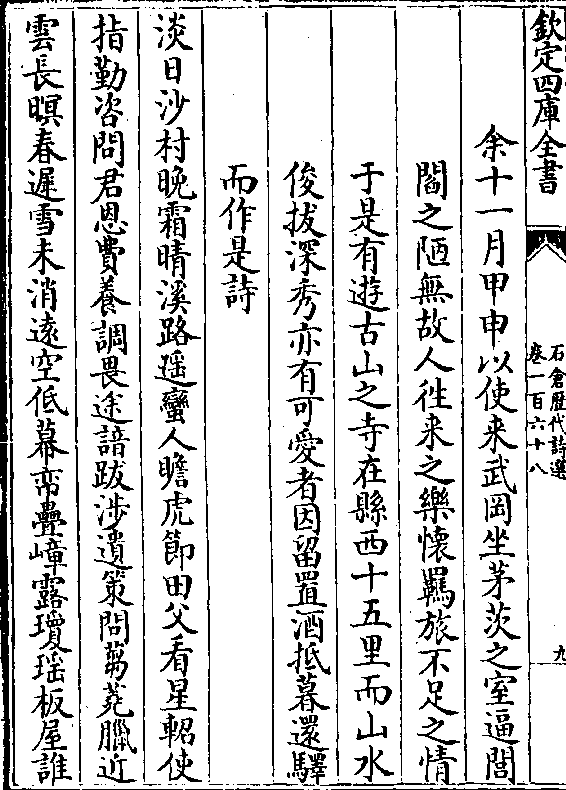 欽定四庫全書
石倉歴代詩選
卷一百六十八
九
余十一月甲申以使来武岡坐茅茨之室逼閭
閻之陋無故人徃来之樂懐羈旅不足之情
于是有遊古山之寺在縣西十五里而山水
俊拔深秀亦有可愛者因留置酒抵暮還驛
而作是詩
淡日沙村晚霜晴溪路遥蠻人瞻虎節田父看星軺使
指勤咨問君恩費養調畏途諳跋涉遺策問蒭蕘臘近
雲長暝春遲雪未消逺空低幕帟疊嶂露瓊瑶板屋誰